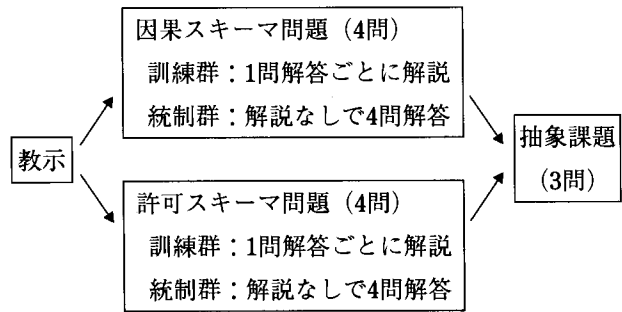 教示
因果スキーマ問題（4問）
訓練群：1問解答ごとに解説
統制群：解説なしで4問解答
許可スキーマ問題（4問）
訓練群：1問解答ごとに解説
統制群：解説なしで4問解答
抽象課題
（3問）